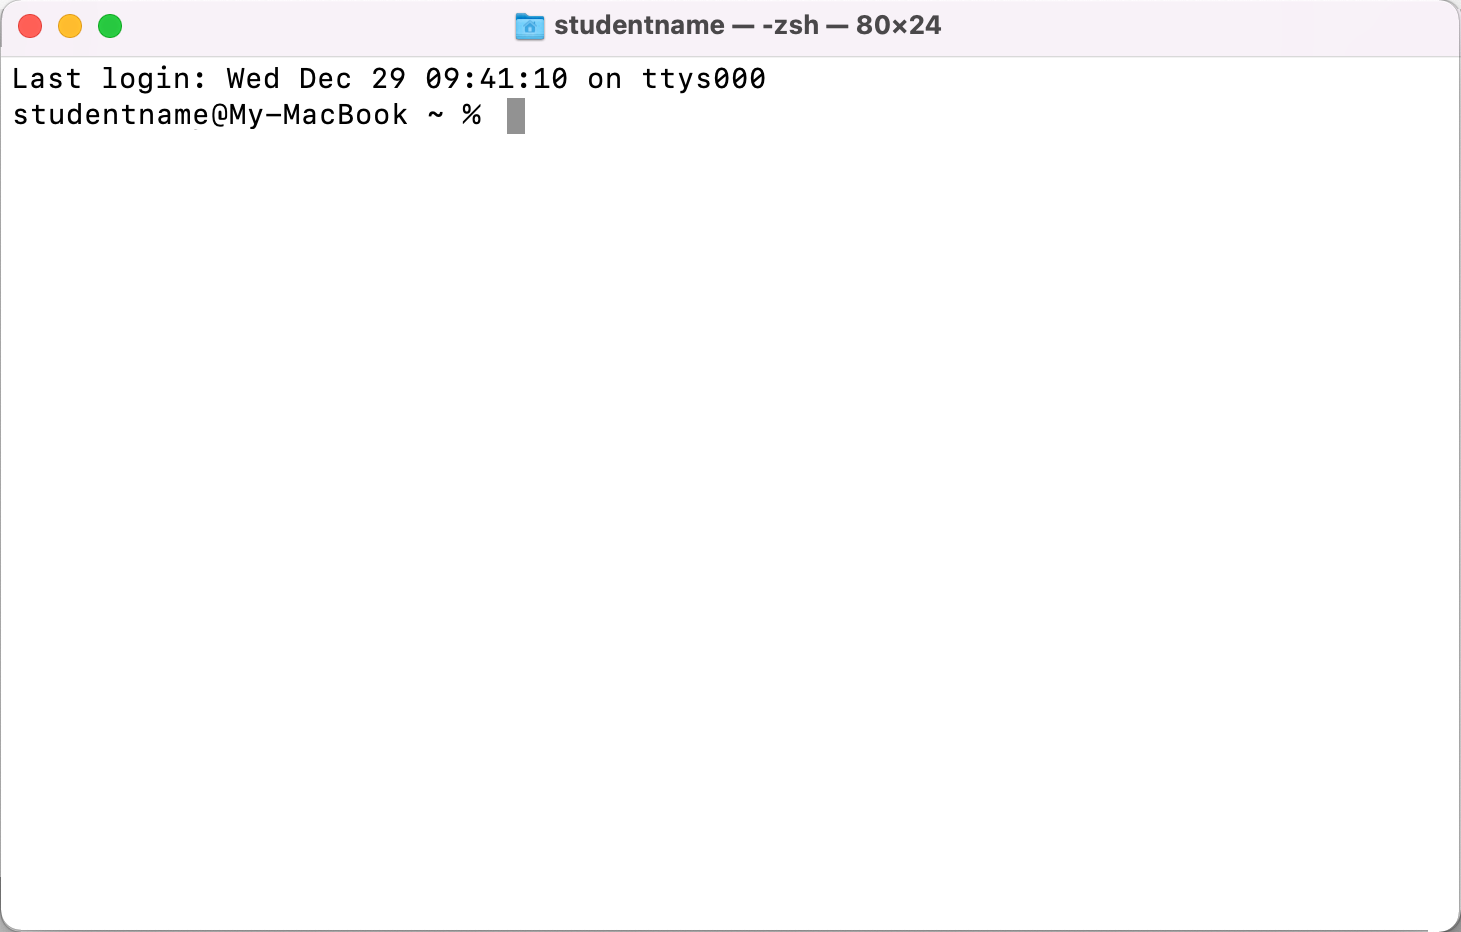 studentname — -zsh — 80×24
Last login: Wed Dec 29 09:41:10 on ttys000
studentname@My-MacBook ~ %